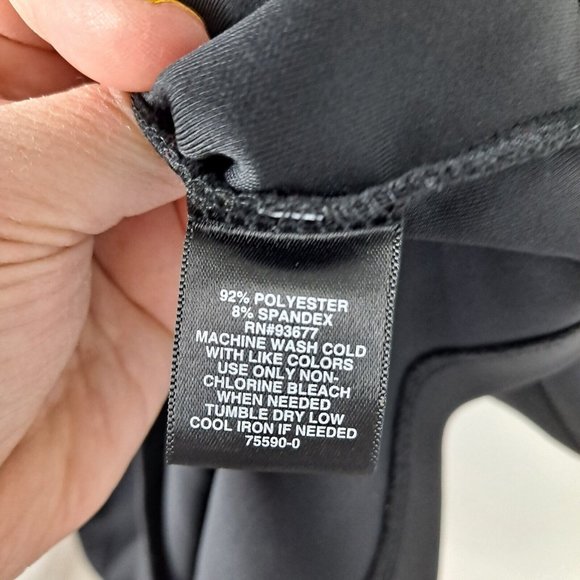 92% POLYESTER
8% SPANDEX
RN#93677
MACHINE WASH COLD
WITH LIKE COLORS
USE ONLY NON-
CHLORINE BLEACH
WHEN NEEDED
TUMBLE DRY LOW
COOL IRON IF NEEDED
75590-0